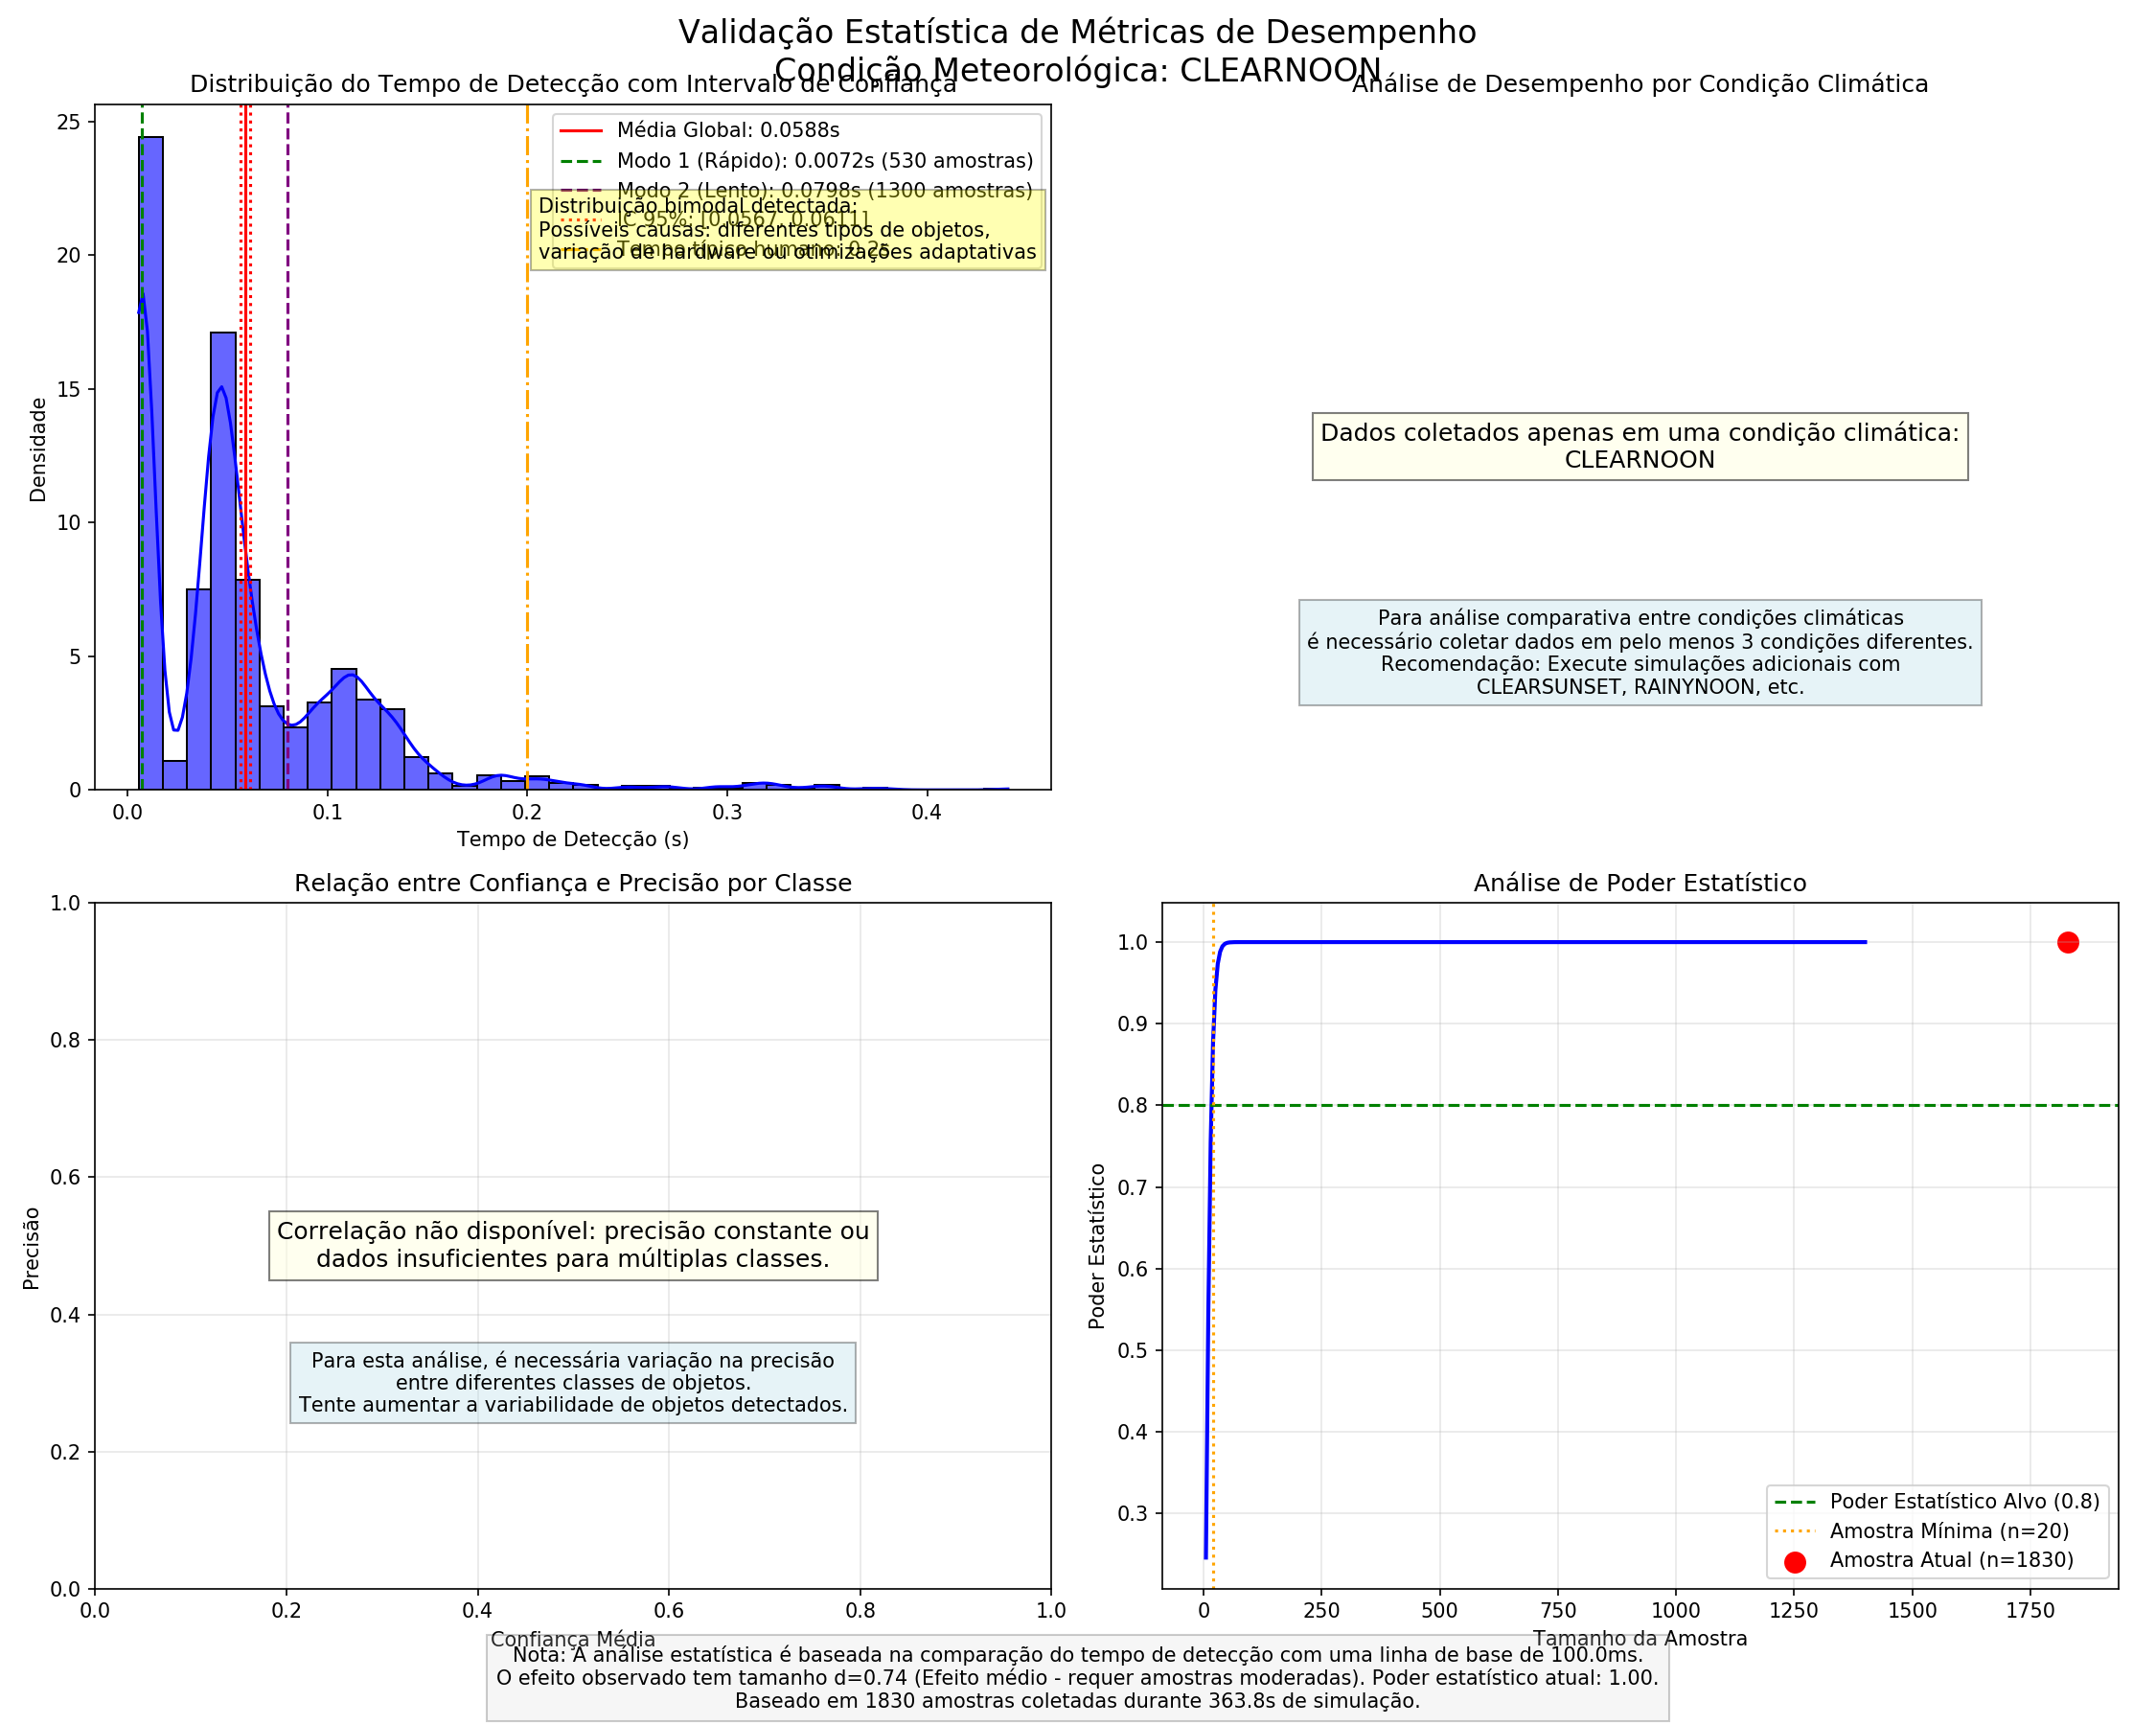 Validação Estatística de Métricas de Desempenho
Condição Meteorológica: CLEARNOON
Distribuição do Tempo de Detecção com Intervalo de Confiança
Densidade
25
20
15
10
5
0
Média Global: 0.0588s
Modo 1 (Rápido): 0.0072s (530 amostras)
Modo 2 (Lento): 0.0798s (1300 amostras)
IC 95%: [0.0567, 0.0611]
Tempo típico humano: 0.2s
Distribuição bimodal detectada:
Possíveis causas: diferentes tipos de objetos,
variação de hardware ou otimizações adaptativas
0.0 0.1 0.2 0.3 0.4
Tempo de Detecção (s)
Análise de Desempenho por Condição Climática
Dados coletados apenas em uma condição climática:
CLEARNOON
Para análise comparativa entre condições climáticas
é necessário coletar dados em pelo menos 3 condições diferentes.
Recomendação: Execute simulações adicionais com
CLEARSUNSET, RAINYNOON, etc.
Relação entre Confiança e Precisão por Classe
Precisão
1.0
0.8
0.6
0.4
0.2
0.0
Correlação não disponível: precisão constante ou
dados insuficientes para múltiplas classes.
Para esta análise, é necessária variação na precisão
entre diferentes classes de objetos.
Tente aumentar a variabilidade de objetos detectados.
0.0 0.2 0.4 0.6 0.8 1.0
Confiança Média
Análise de Poder Estatístico
Poder Estatístico
1.0
0.9
0.8
0.7
0.6
0.5
0.4
0.3
Poder Estatístico Alvo (0.8)
Amostra Mínima (n=20)
Amostra Atual (n=1830)
0 250 500 750 1000 1250 1500 1750
Tamanho da Amostra
Nota: A análise estatística é baseada na comparação do tempo de detecção com uma linha de base de 100.0ms.
O efeito observado tem tamanho d=0.74 (Efeito médio - requer amostras moderadas). Poder estatístico atual: 1.00.
Baseado em 1830 amostras coletadas durante 363.8s de simulação.